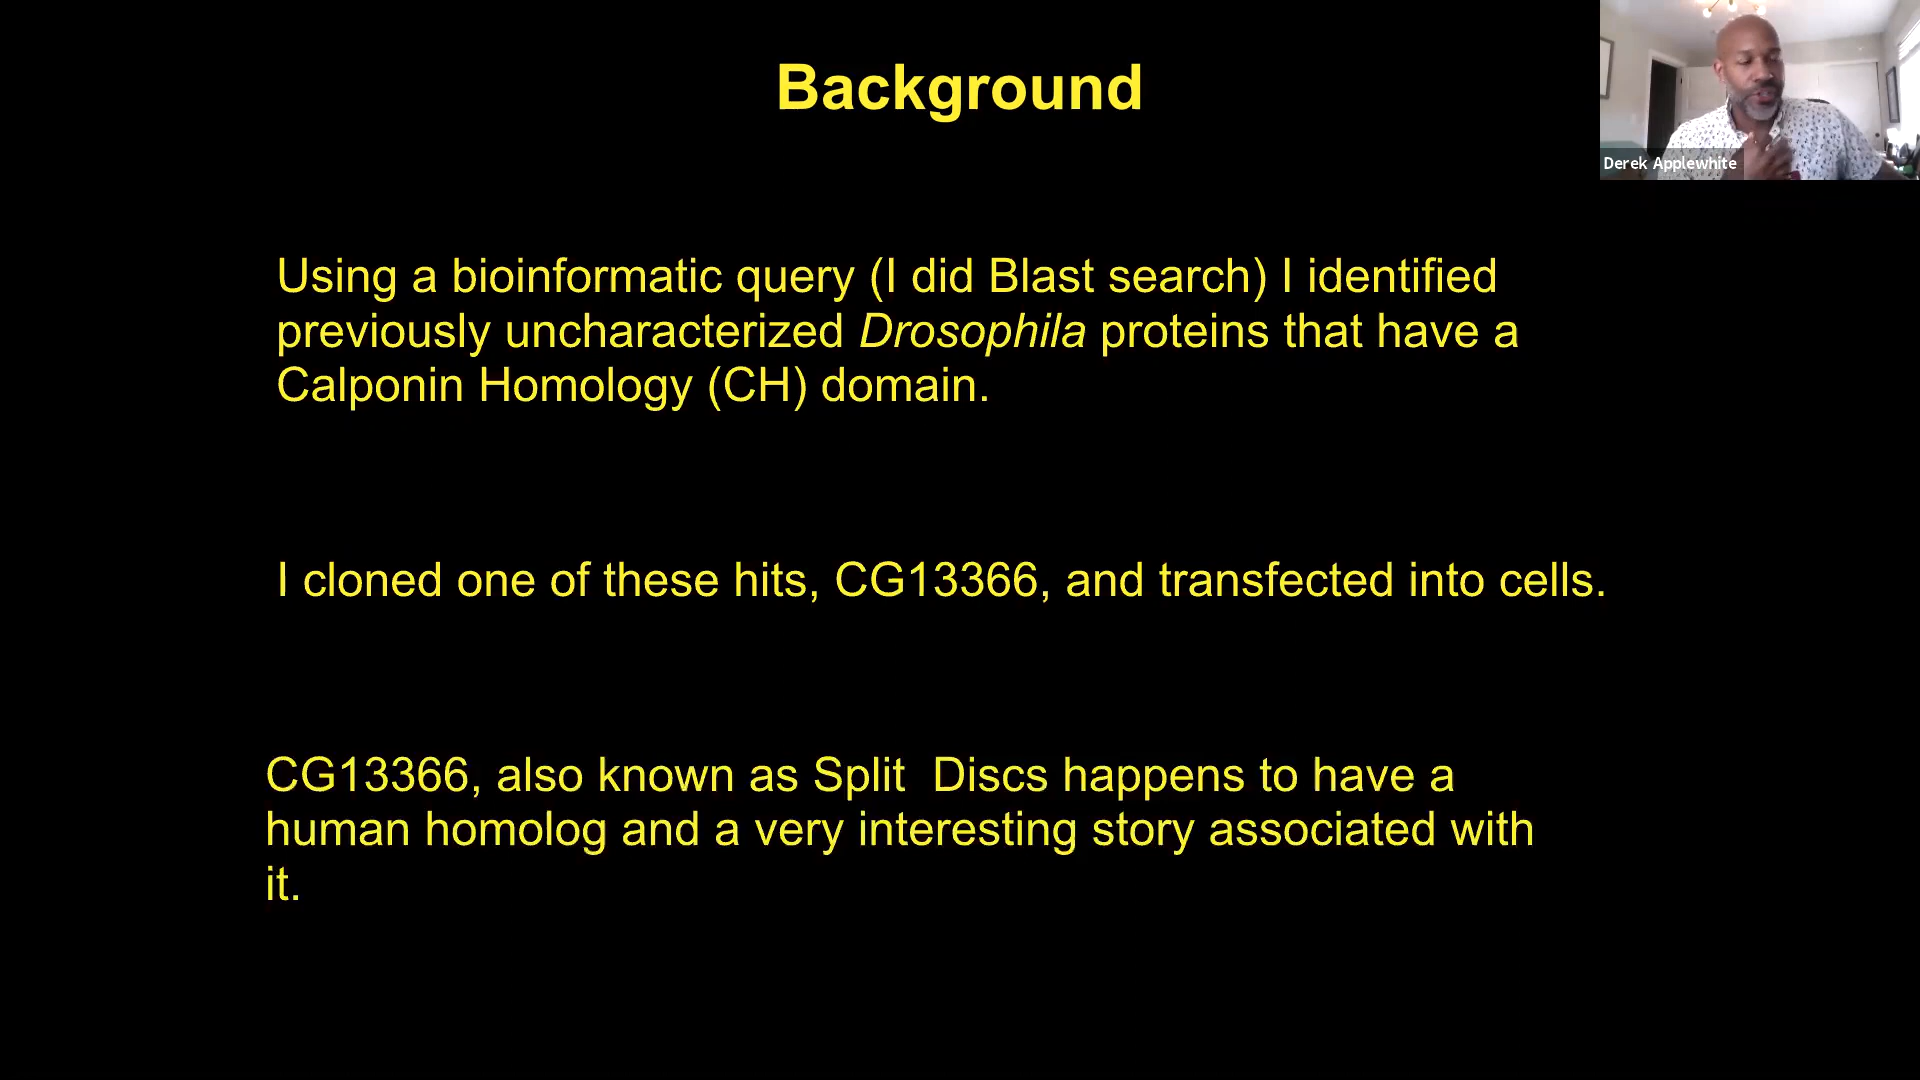 Background
Derek Applewhite
Using a bioinformatic query (I did Blast search) I identified
previously uncharacterized Drosophila proteins that have a
Calponin Homology (CH) domain.
I cloned one of these hits, CG13366, and transfected into cells.
CG13366, also known as Split  Discs happens to have a
human homolog and a very interesting story associated with
it.